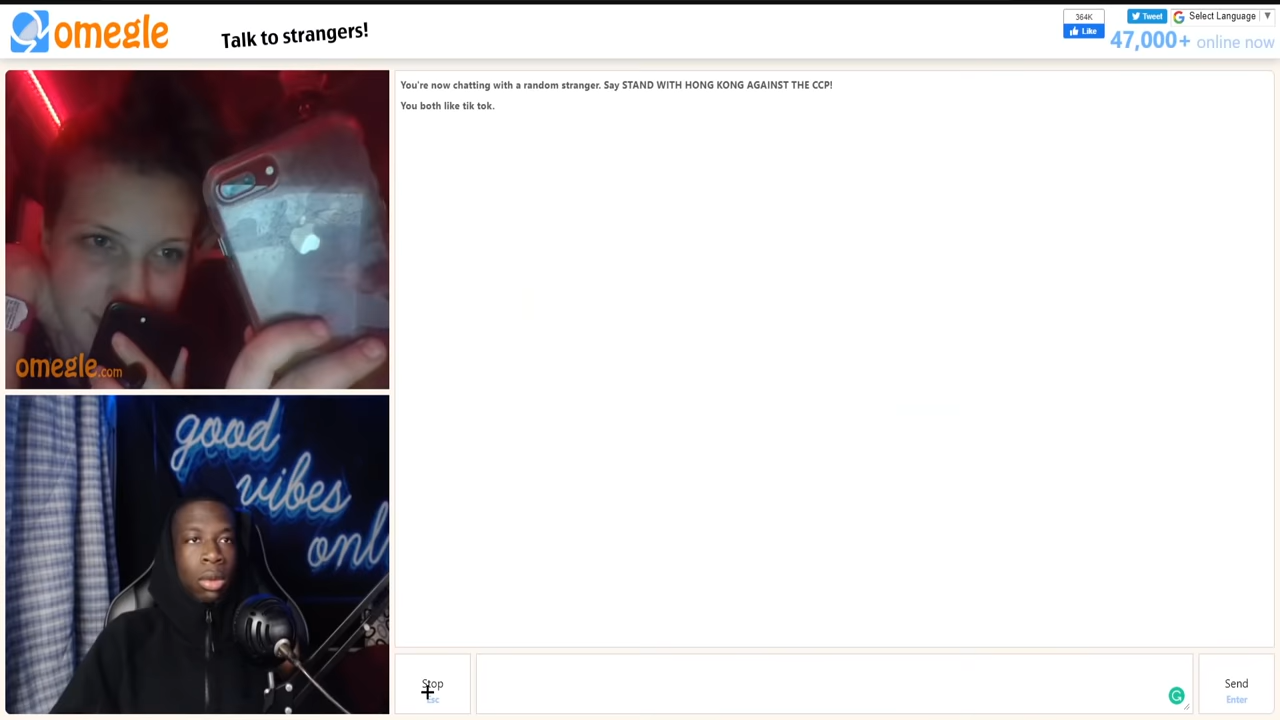 omegle
Talk to strangers!
364K
Like
Tweet
Select Language
47,000+ online now
You're now chatting with a random stranger. Say STAND WITH HONG KONG AGAINST THE CCP!
You both like tik tok.
omegle.com
good
vibes
onl
Stop
Esc
Send
Enter